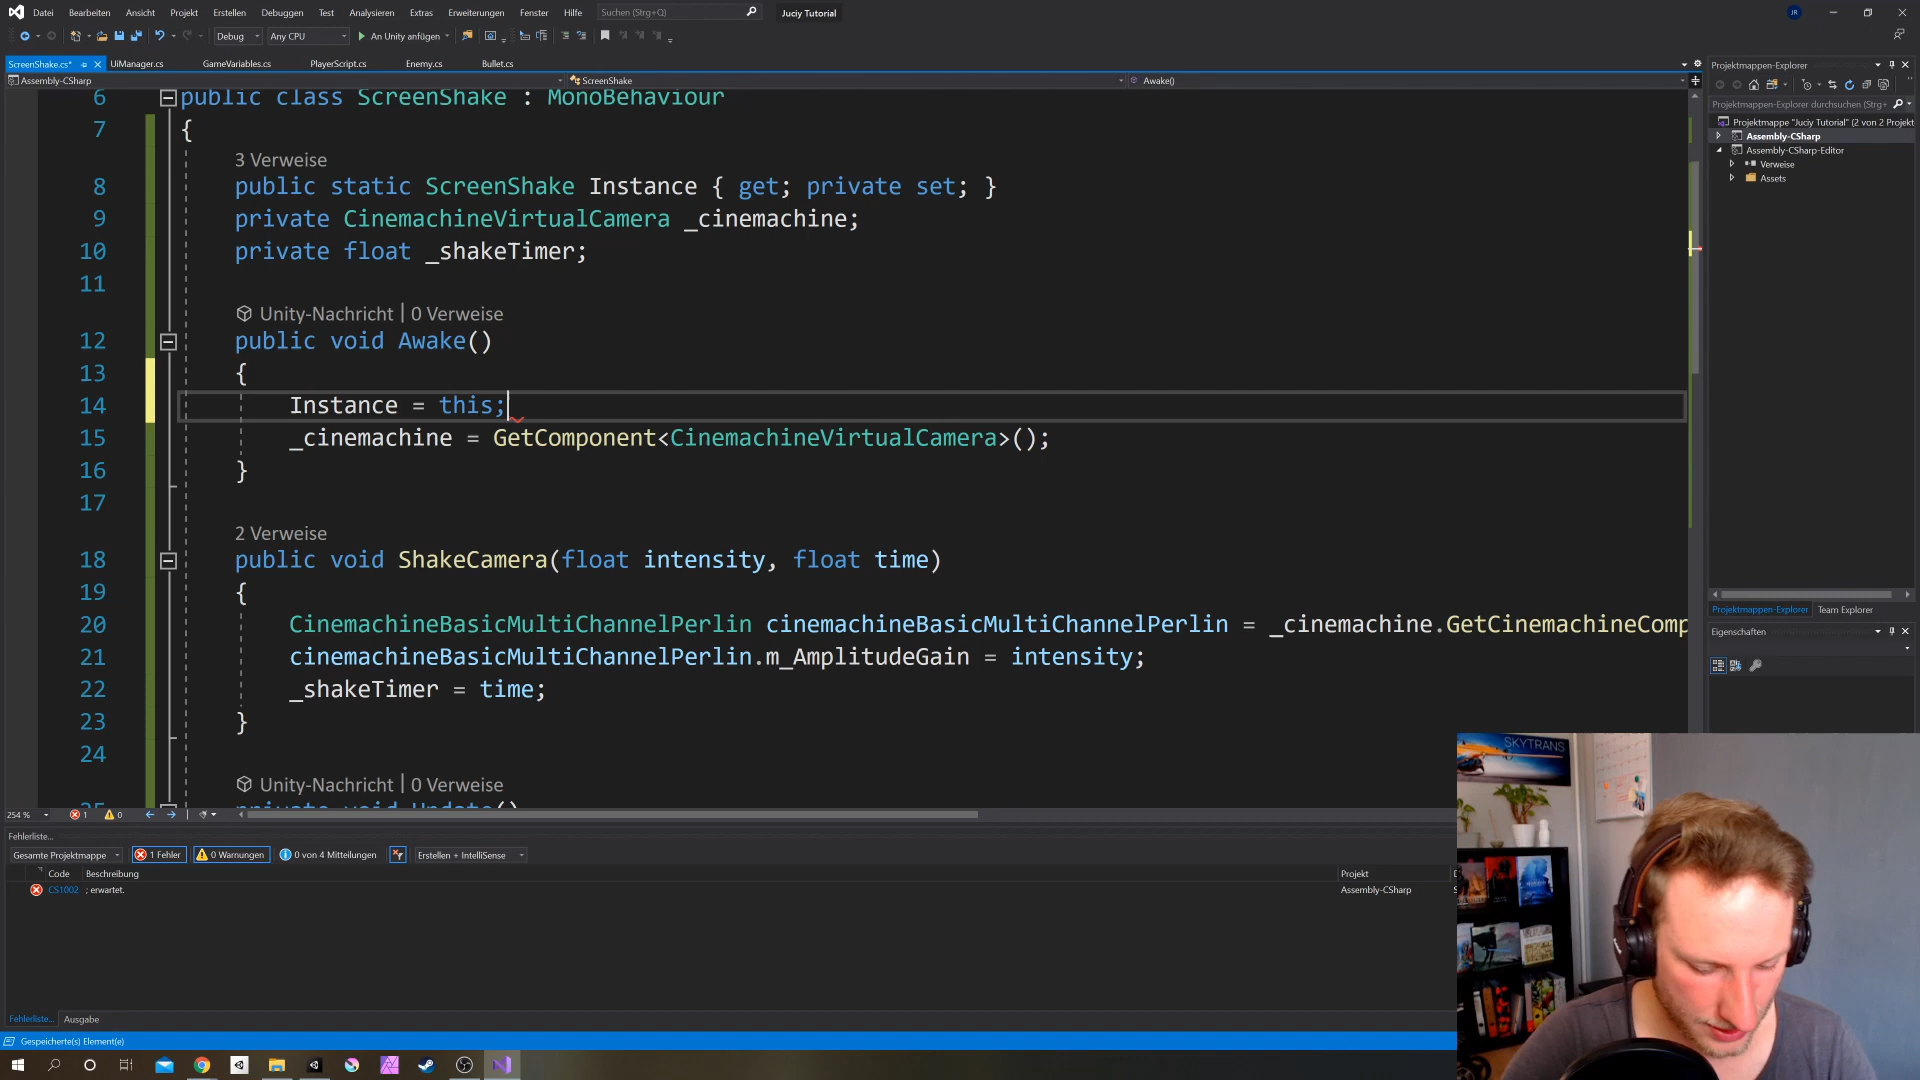 Datei Bearbeiten Ansicht Projekt Erstellen Debuggen Test Analysieren Extras Erweiterungen Fenster Hilfe Suchen (Strg+Q) Juciy Tutorial JR
Debug Any CPU An Unity anfügen
ScreenShake.cs* UiManager.cs GameVariables.cs PlayerScript.cs Enemy.cs Bullet.cs
Assembly-CSharp ScreenShake Awake()
6 public class ScreenShake : MonoBehaviour
7 {
3 Verweise
8 public static ScreenShake Instance { get; private set; }
9 private CinemachineVirtualCamera _cinemachine;
10 private float _shakeTimer;
11
Unity-Nachricht | 0 Verweise
12 public void Awake()
13 {
14 Instance = this;
15 _cinemachine = GetComponent<CinemachineVirtualCamera>();
16 }
17
2 Verweise
18 public void ShakeCamera(float intensity, float time)
19 {
20 CinemachineBasicMultiChannelPerlin cinemachineBasicMultiChannelPerlin = _cinemachine.GetCinemachineComp
21 cinemachineBasicMultiChannelPerlin.m_AmplitudeGain = intensity;
22 _shakeTimer = time;
23 }
24
Unity-Nachricht | 0 Verweise
25 private void Update()
254 % 1 0
Fehlerliste...
Gesamte Projektmappe 1 Fehler 0 Warnungen 0 von 4 Mitteilungen Erstellen + IntelliSense
Code Beschreibung Projekt
CS1002 ; erwartet. Assembly-CSharp
Fehlerliste... Ausgabe
Gespeicherte(s) Element(e)
Projektmappen-Explorer
Projektmappen-Explorer durchsuchen (Strg+
Projektmappe "Juciy Tutorial" (2 von 2 Projekt
Assembly-CSharp
Assembly-CSharp-Editor
Verweise
Assets
Projektmappen-Explorer Team Explorer
Eigenschaften
SKYTRANS